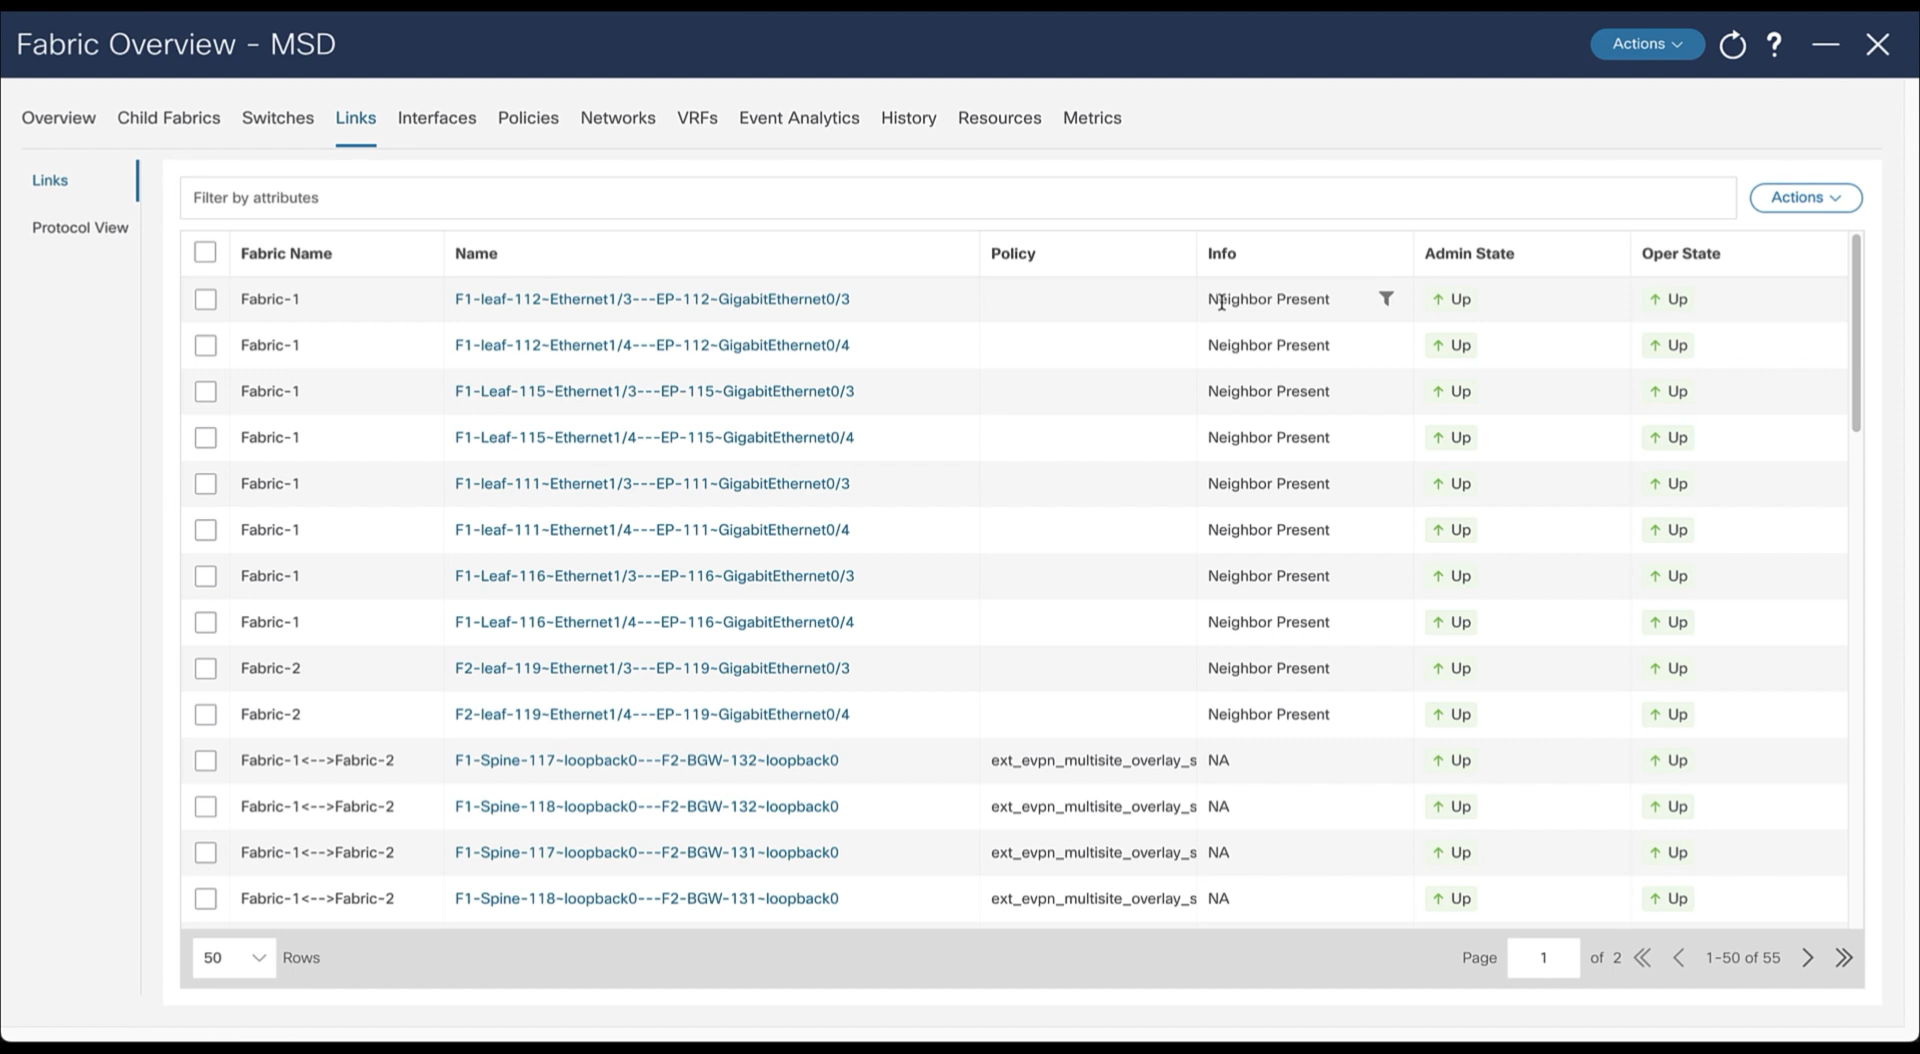 Fabric Overview - MSD
Actions
?
Overview Child Fabrics Switches Links Interfaces Policies Networks VRFs Event Analytics History Resources Metrics
Links
Protocol View
Filter by attributes
Actions
Fabric Name Name Policy Info Admin State Oper State
Fabric-1 F1-leaf-112~Ethernet1/3---EP-112~GigabitEthernet0/3 Neighbor Present Up Up
Fabric-1 F1-leaf-112~Ethernet1/4---EP-112~GigabitEthernet0/4 Neighbor Present Up Up
Fabric-1 F1-Leaf-115~Ethernet1/3---EP-115~GigabitEthernet0/3 Neighbor Present Up Up
Fabric-1 F1-Leaf-115~Ethernet1/4---EP-115~GigabitEthernet0/4 Neighbor Present Up Up
Fabric-1 F1-leaf-111~Ethernet1/3---EP-111~GigabitEthernet0/3 Neighbor Present Up Up
Fabric-1 F1-leaf-111~Ethernet1/4---EP-111~GigabitEthernet0/4 Neighbor Present Up Up
Fabric-1 F1-Leaf-116~Ethernet1/3---EP-116~GigabitEthernet0/3 Neighbor Present Up Up
Fabric-1 F1-Leaf-116~Ethernet1/4---EP-116~GigabitEthernet0/4 Neighbor Present Up Up
Fabric-2 F2-leaf-119~Ethernet1/3---EP-119~GigabitEthernet0/3 Neighbor Present Up Up
Fabric-2 F2-leaf-119~Ethernet1/4---EP-119~GigabitEthernet0/4 Neighbor Present Up Up
Fabric-1<-->Fabric-2 F1-Spine-117~loopback0---F2-BGW-132~loopback0 ext_evpn_multisite_overlay_s NA Up Up
Fabric-1<-->Fabric-2 F1-Spine-118~loopback0---F2-BGW-132~loopback0 ext_evpn_multisite_overlay_s NA Up Up
Fabric-1<-->Fabric-2 F1-Spine-117~loopback0---F2-BGW-131~loopback0 ext_evpn_multisite_overlay_s NA Up Up
Fabric-1<-->Fabric-2 F1-Spine-118~loopback0---F2-BGW-131~loopback0 ext_evpn_multisite_overlay_s NA Up Up
50 Rows Page 1 of 2 1-50 of 55